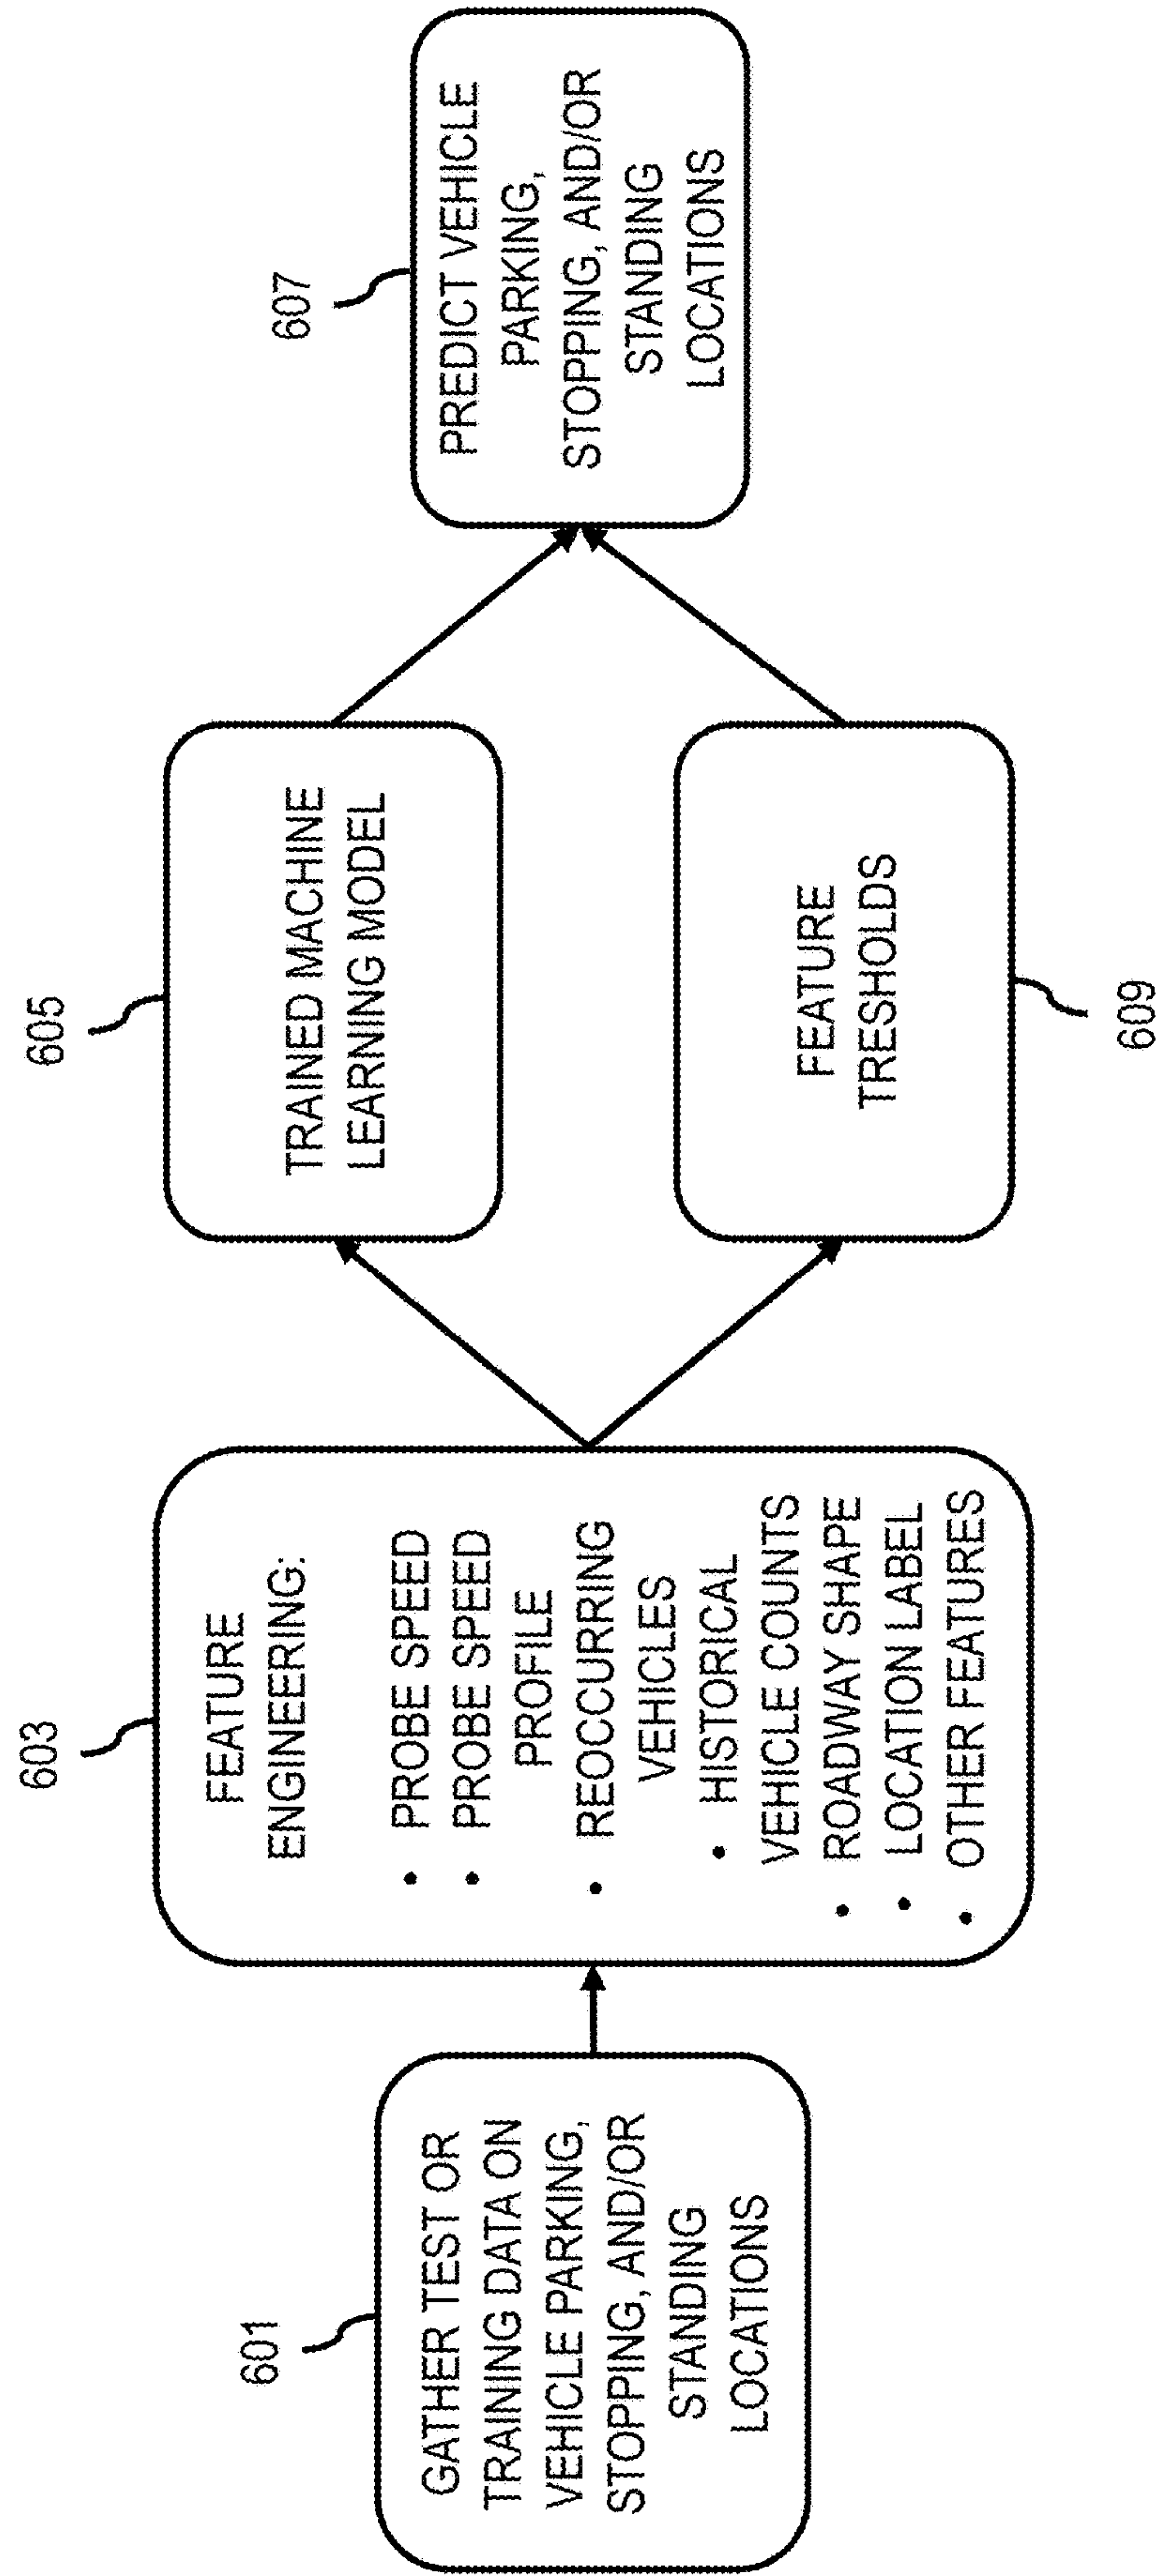 601
GATHER TEST OR
TRAINING DATA ON
VEHICLE PARKING,
STOPPING, AND/OR
STANDING
LOCATIONS
603
FEATURE
ENGINEERING:
• PROBE SPEED
• PROBE SPEED
PROFILE
• REOCCURRING
VEHICLES
• HISTORICAL
VEHICLE COUNTS
• ROADWAY SHAPE
• LOCATION LABEL
• OTHER FEATURES
605
TRAINED MACHINE
LEARNING MODEL
FEATURE
TRESHOLDS
609
607
PREDICT VEHICLE
PARKING,
STOPPING, AND/OR
STANDING
LOCATIONS